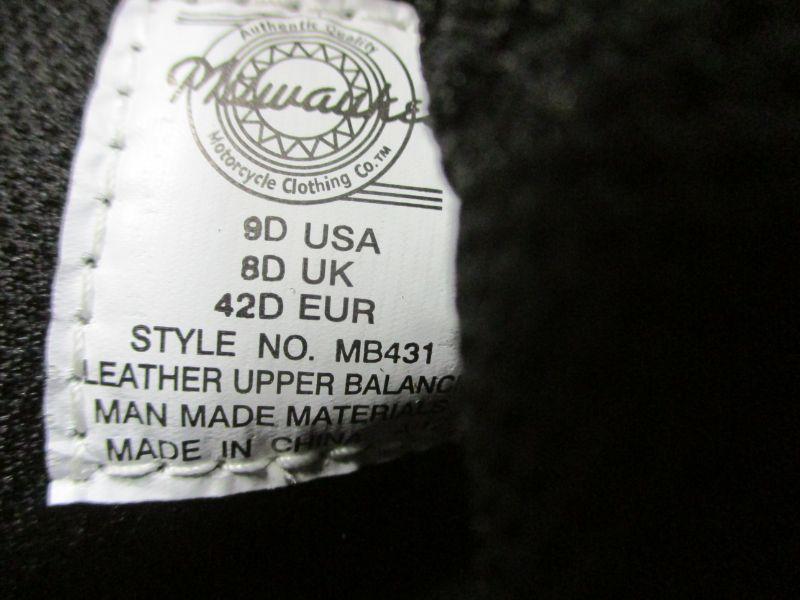 Authentic Quality
Milwaukee
Motorcycle Clothing Co.™
9D USA
8D UK
42D EUR
STYLE NO. MB431
LEATHER UPPER BALANC
MAN MADE MATERIALS
MADE IN CHINA